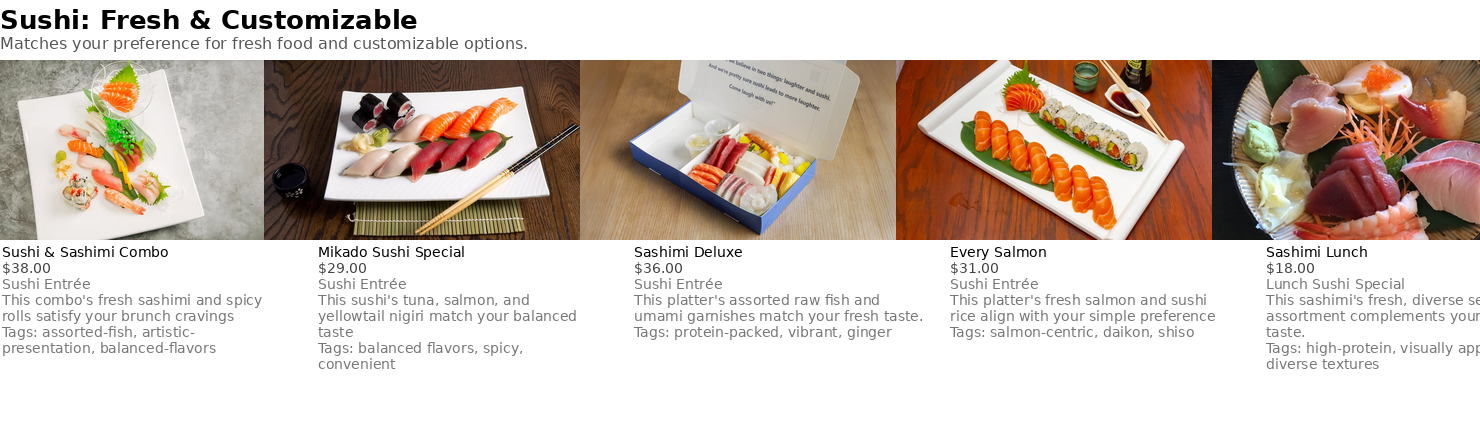 Sushi: Fresh & Customizable
Matches your preference for fresh food and customizable options.
believe in two things: laughter and sushi.
And we're pretty sure sushi leads to more laughter.
Come laugh with us!"
Sushi & Sashimi Combo
$38.00
Sushi Entrée
This combo's fresh sashimi and spicy
rolls satisfy your brunch cravings
Tags: assorted-fish, artistic-
presentation, balanced-flavors
Mikado Sushi Special
$29.00
Sushi Entrée
This sushi's tuna, salmon, and
yellowtail nigiri match your balanced
taste
Tags: balanced flavors, spicy,
convenient
Sashimi Deluxe
$36.00
Sushi Entrée
This platter's assorted raw fish and
umami garnishes match your fresh taste.
Tags: protein-packed, vibrant, ginger
Every Salmon
$31.00
Sushi Entrée
This platter's fresh salmon and sushi
rice align with your simple preference
Tags: salmon-centric, daikon, shiso
Sashimi Lunch
$18.00
Lunch Sushi Special
This sashimi's fresh, diverse
assortment complements
taste.
Tags: high-protein, visually
diverse textures